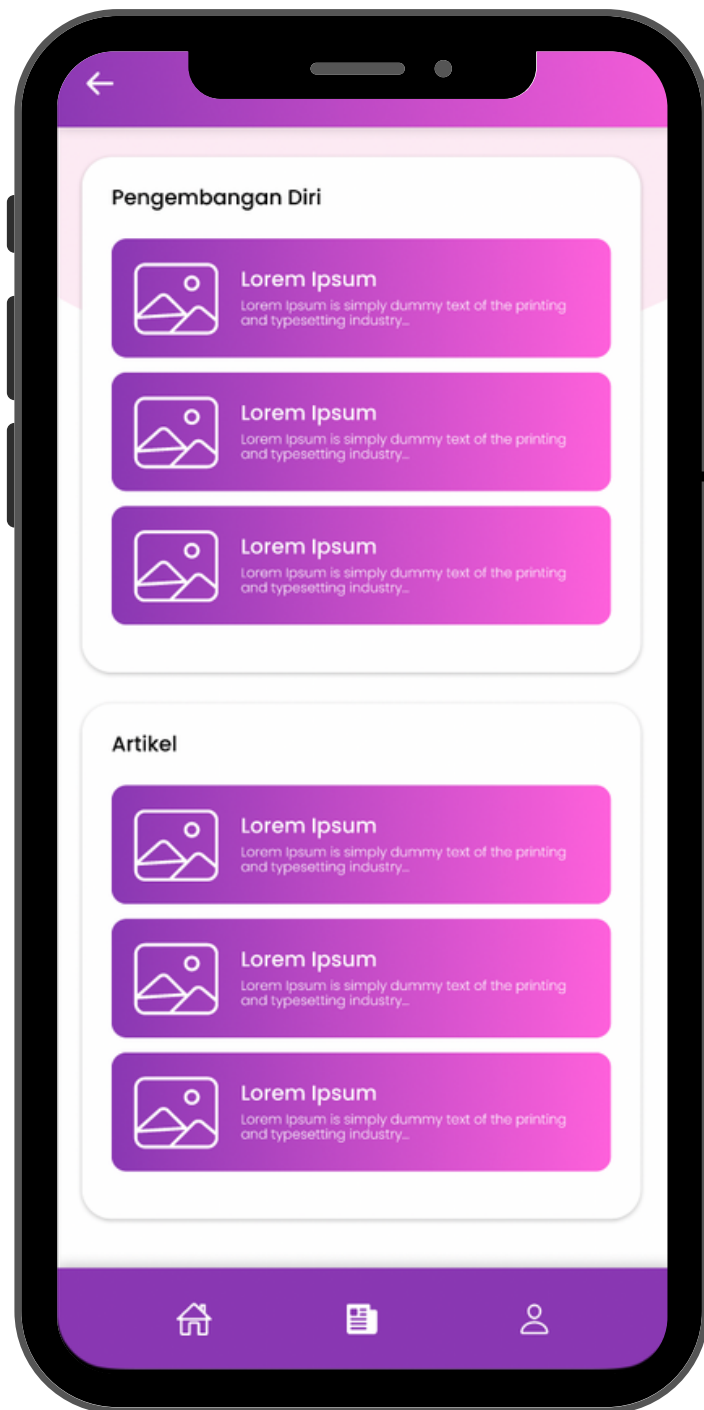 Pengembangan Diri
Lorem Ipsum
Lorem Ipsum is simply dummy text of the printing
and typesetting industry...
Lorem Ipsum
Lorem Ipsum is simply dummy text of the printing
and typesetting industry...
Lorem Ipsum
Lorem Ipsum is simply dummy text of the printing
and typesetting industry...
Artikel
Lorem Ipsum
Lorem Ipsum is simply dummy text of the printing
and typesetting industry...
Lorem Ipsum
Lorem Ipsum is simply dummy text of the printing
and typesetting industry...
Lorem Ipsum
Lorem Ipsum is simply dummy text of the printing
and typesetting industry...